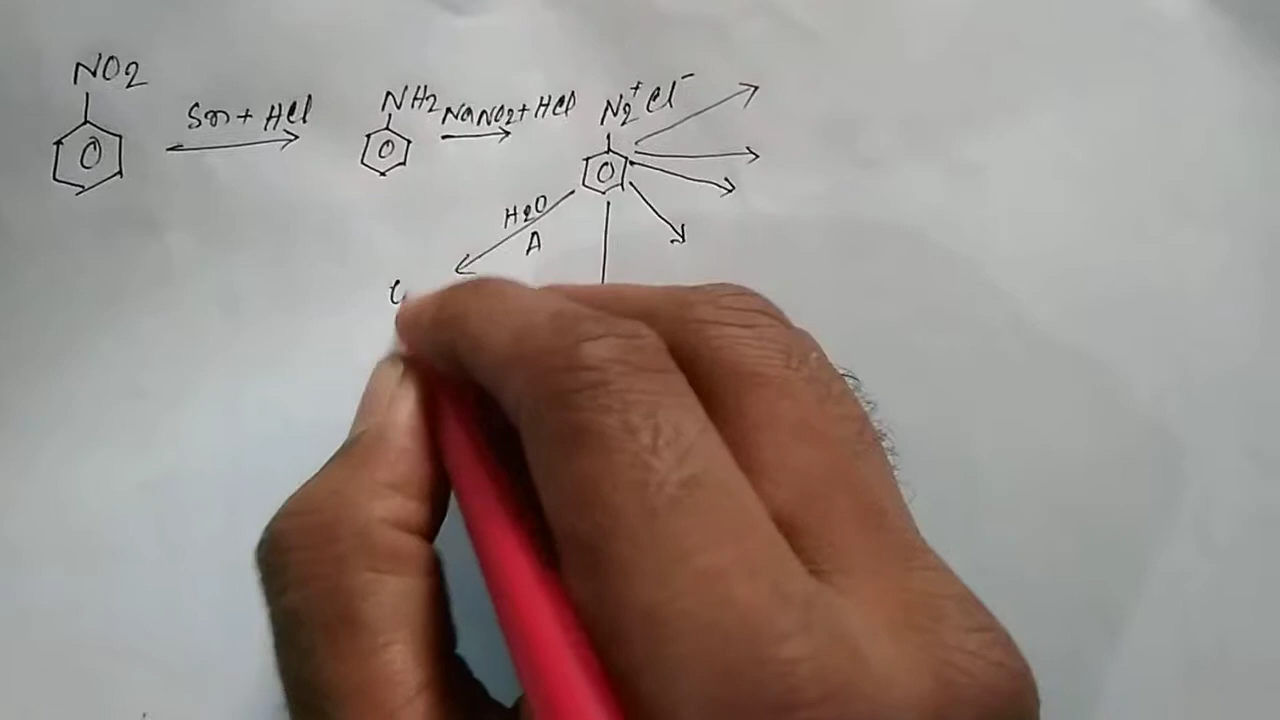 NO2
Sn + HCl
NH2
NaNO2 + HCl
N2+ Cl-
H2O
Δ